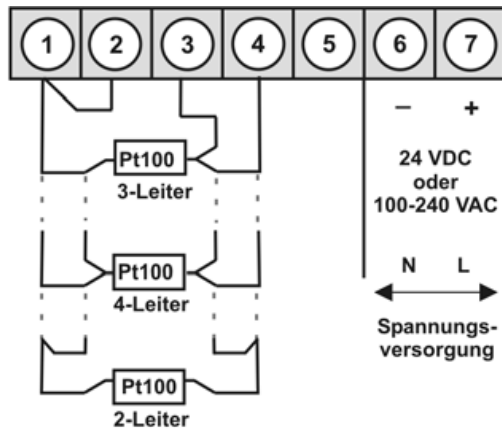 1 2 3 4 5 6 7
− +
Pt100
3-Leiter
24 VDC
oder
100-240 VAC
Pt100
4-Leiter
N L
Spannungs-
versorgung
Pt100
2-Leiter